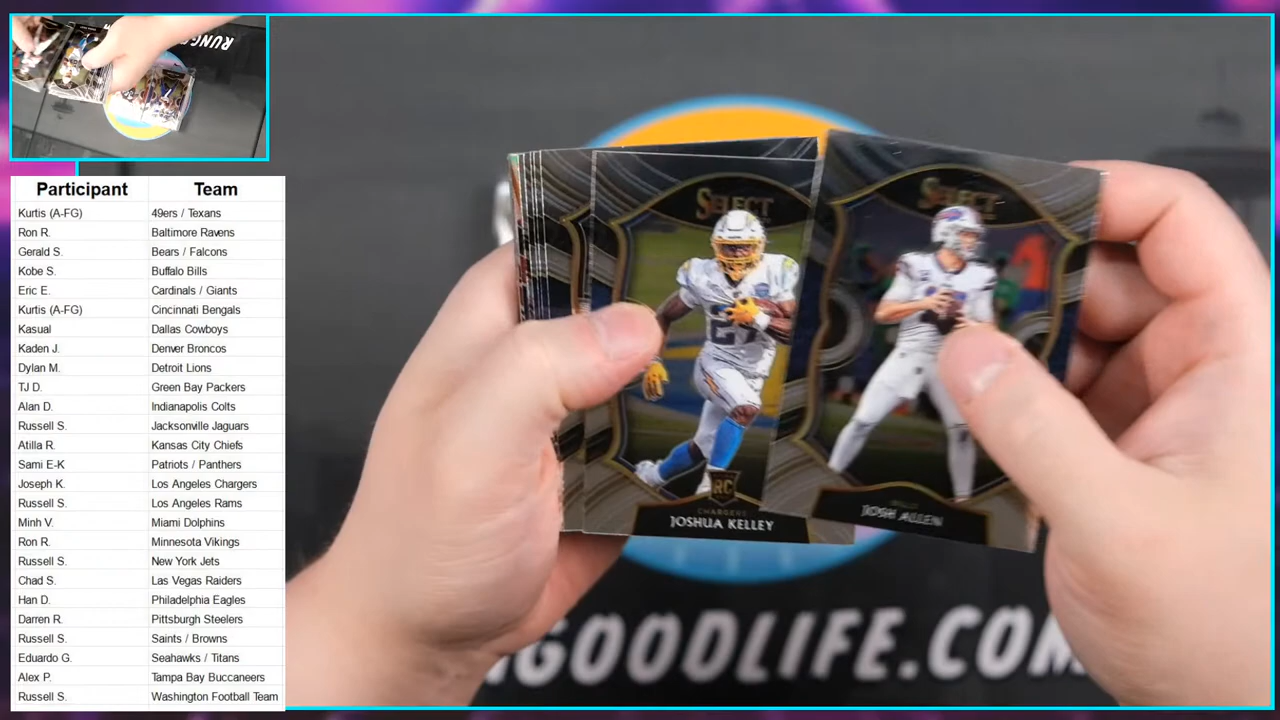 RUNGOOD
Participant Team
Kurtis (A-FG) 49ers / Texans
Ron R. Baltimore Ravens
Gerald S. Bears / Falcons
Kobe S. Buffalo Bills
Eric E. Cardinals / Giants
Kurtis (A-FG) Cincinnati Bengals
Kasual Dallas Cowboys
Kaden J. Denver Broncos
Dylan M. Detroit Lions
TJ D. Green Bay Packers
Alan D. Indianapolis Colts
Russell S. Jacksonville Jaguars
Atilla R. Kansas City Chiefs
Sami E-K Patriots / Panthers
Joseph K. Los Angeles Chargers
Russell S. Los Angeles Rams
Minh V. Miami Dolphins
Ron R. Minnesota Vikings
Russell S. New York Jets
Chad S. Las Vegas Raiders
Han D. Philadelphia Eagles
Darren R. Pittsburgh Steelers
Russell S. Saints / Browns
Eduardo G. Seahawks / Titans
Alex P. Tampa Bay Buccaneers
Russell S. Washington Football Team
SELECT
RC
CHARGERS
JOSHUA KELLEY
SELECT
JOSH ALLEN
NGOODLIFE.COM